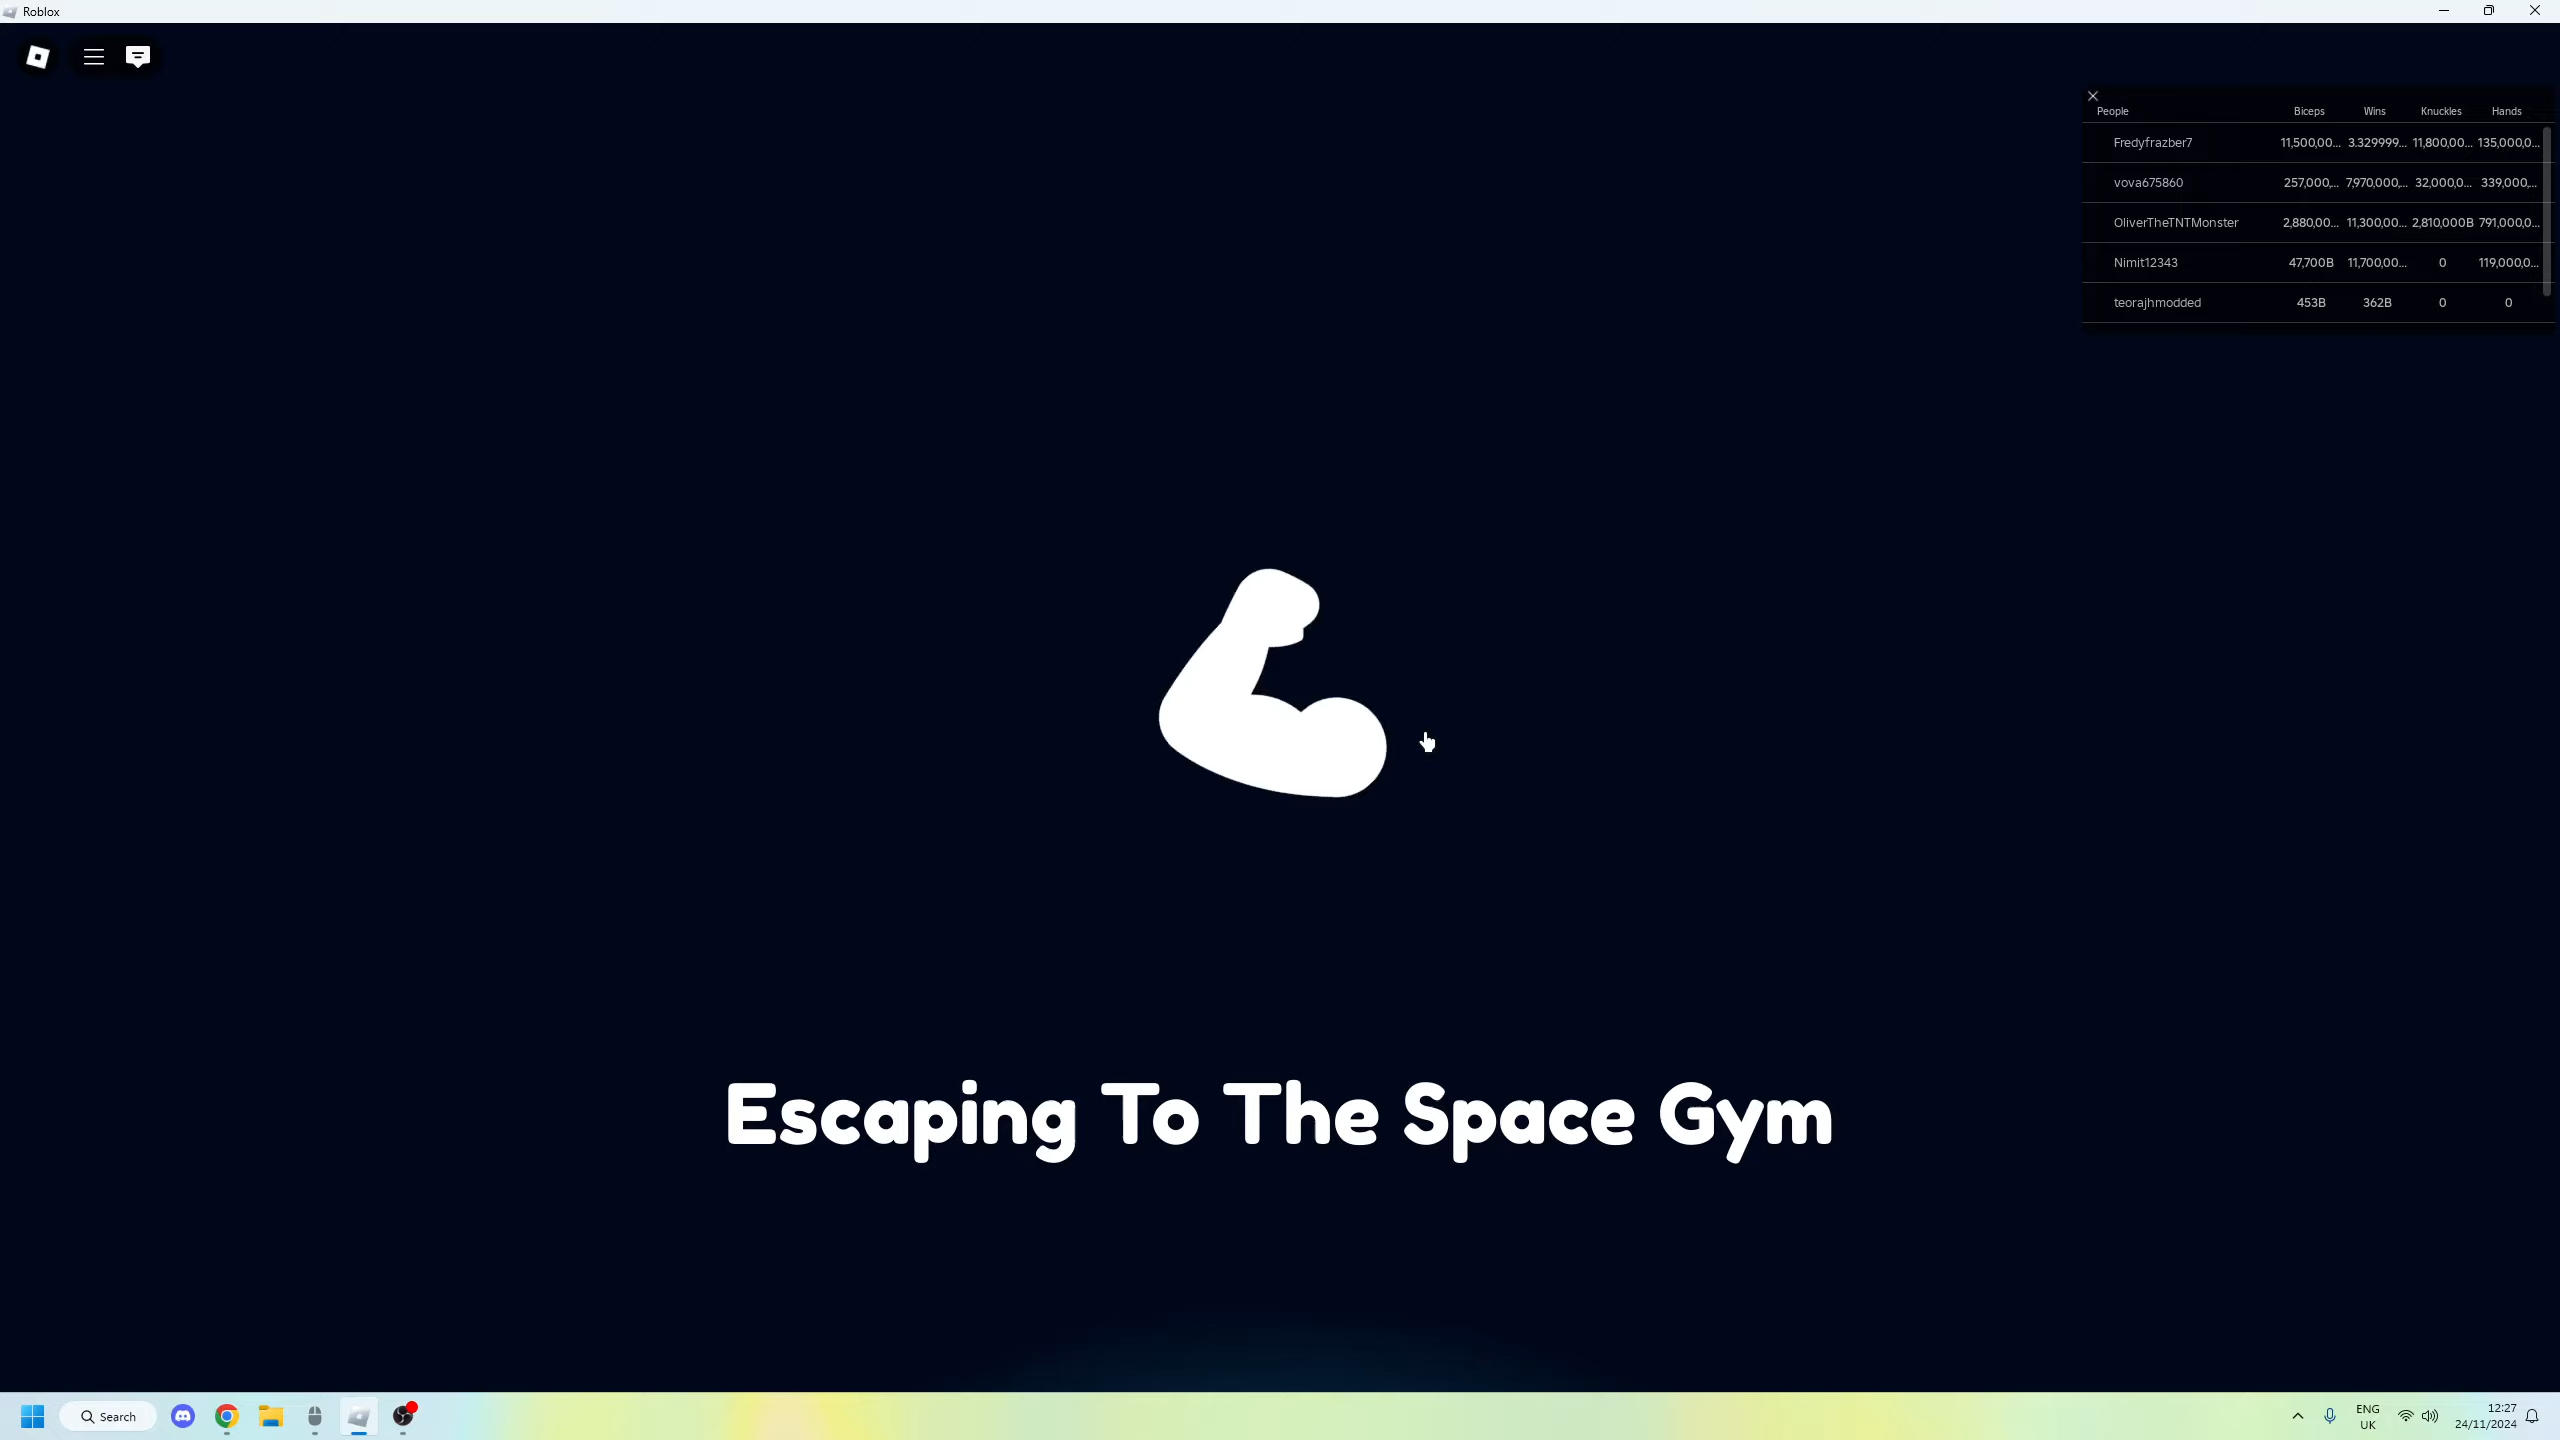 Roblox
People Biceps Wins Knuckles Hands
Fredyfrazber7 11,500,00... 3.329999... 11,800,00... 135,000,0...
vova675860 257,000,... 7,970,000,... 32,000,0... 339,000,...
OliverTheTNTMonster 2,880,00... 11,300,00... 2,810,000B 791,000,0...
Nimit12343 47,700B 11,700,00... 0 119,000,0...
teorajhmodded 453B 362B 0 0
Escaping To The Space Gym
Search
ENG
UK
12:27
24/11/2024